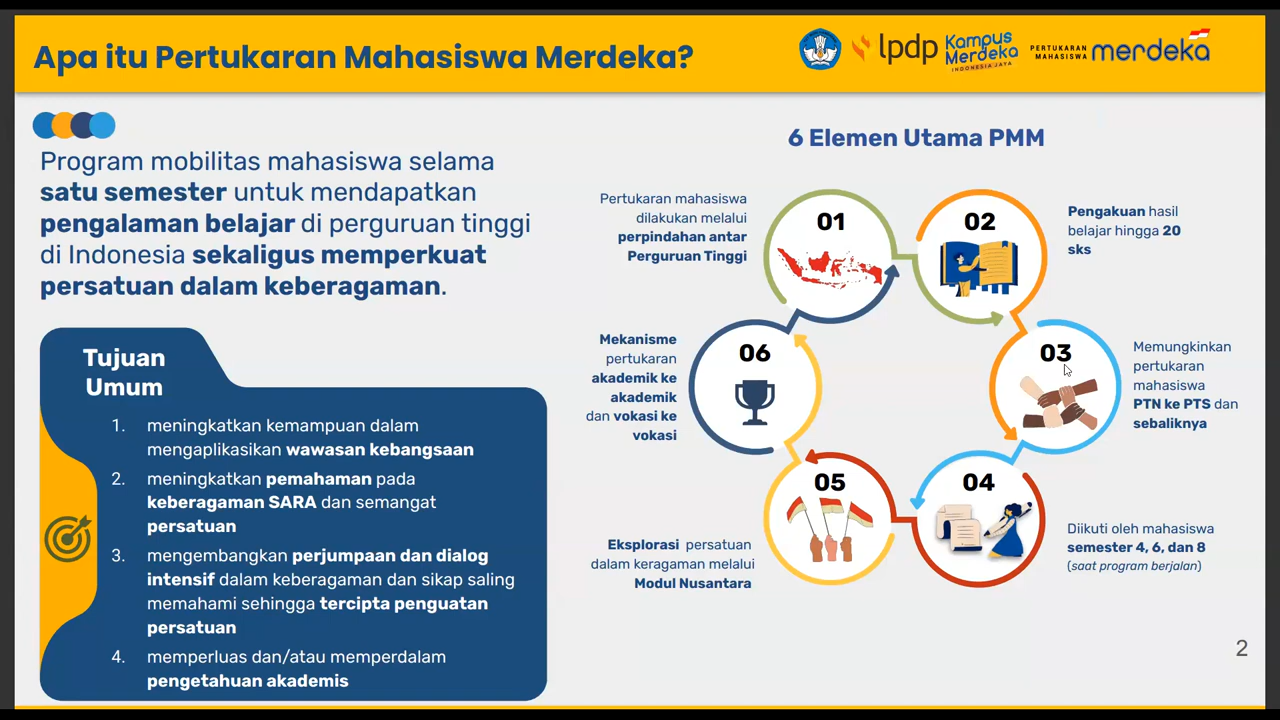 Apa itu Pertukaran Mahasiswa Merdeka?
lpdp
Kampus
Merdeka
INDONESIA JAYA
PERTUKARAN
MAHASISWA
merdeka
Program mobilitas mahasiswa selama
satu semester untuk mendapatkan
pengalaman belajar di perguruan tinggi
di Indonesia sekaligus memperkuat
persatuan dalam keberagaman.
Tujuan
Umum
1. meningkatkan kemampuan dalam
mengaplikasikan wawasan kebangsaan
2. meningkatkan pemahaman pada
keberagaman SARA dan semangat
persatuan
3. mengembangkan perjumpaan dan dialog
intensif dalam keberagaman dan sikap saling
memahami sehingga tercipta penguatan
persatuan
4. memperluas dan/atau memperdalam
pengetahuan akademis
6 Elemen Utama PMM
01
Pertukaran mahasiswa
dilakukan melalui
perpindahan antar
Perguruan Tinggi
02
Pengakuan hasil
belajar hingga 20
sks
03
Memungkinkan
pertukaran
mahasiswa
PTN ke PTS dan
sebaliknya
04
Diikuti oleh mahasiswa
semester 4, 6, dan 8
(saat program berjalan)
05
Eksplorasi persatuan
dalam keragaman melalui
Modul Nusantara
06
Mekanisme
pertukaran
akademik ke
akademik
dan vokasi ke
vokasi
2